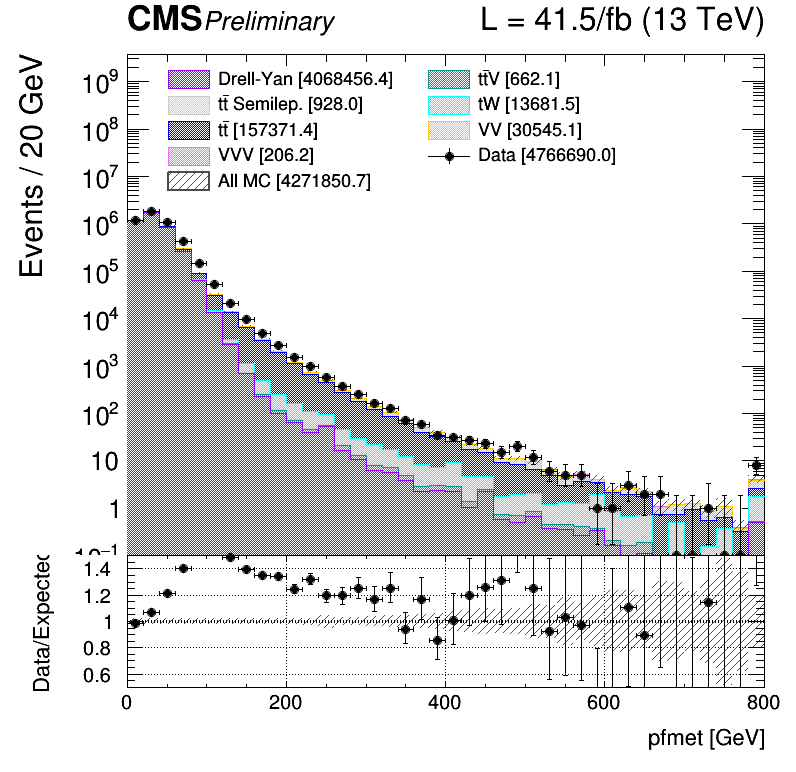 CMS Preliminary L = 41.5/fb (13 TeV)
Events / 20 GeV
Drell-Yan [4068456.4]
tt̄ Semilep. [928.0]
tt̄ [157371.4]
VVV [206.2]
All MC [4271850.7]
tt̄V [662.1]
tW [13681.5]
VV [30545.1]
Data [4766690.0]
10⁹
10⁸
10⁷
10⁶
10⁵
10⁴
10³
10²
10
1
10⁻¹
Data/Expected
1.4
1.2
1
0.8
0.6
0 200 400 600 800
pfmet [GeV]